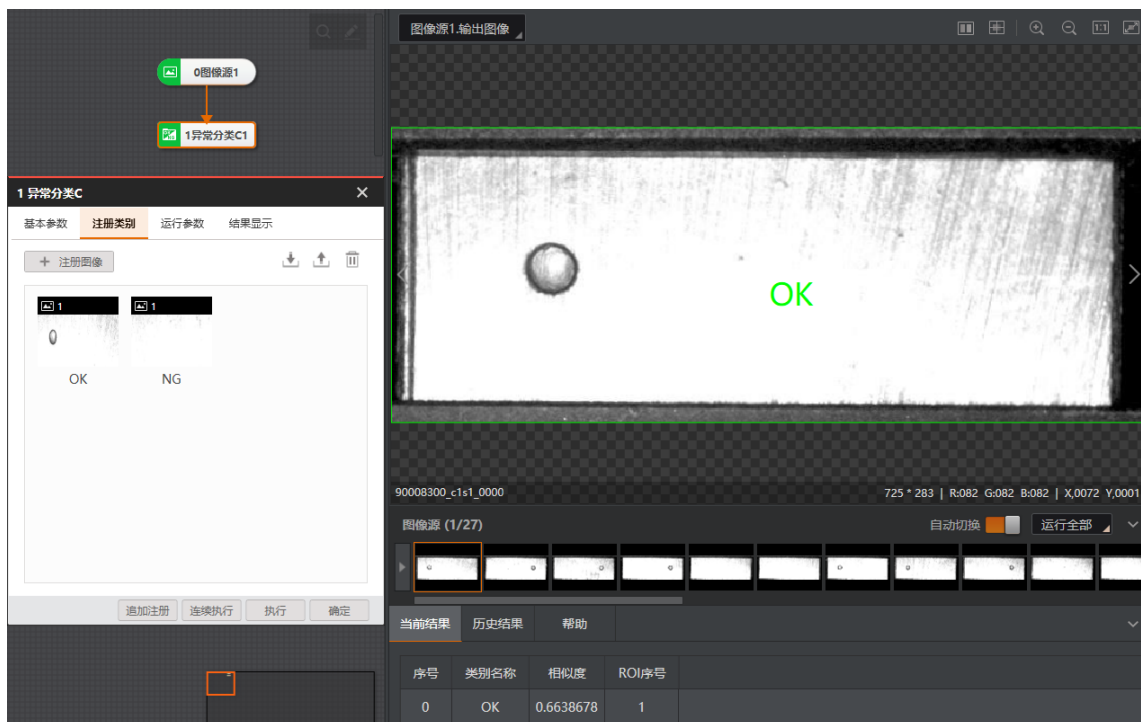 图像源1.输出图像
1:1
0图像源1
1异常分类C1
1 异常分类C
基本参数 注册类别 运行参数 结果显示
+ 注册图像
1 1
OK NG
追加注册 连续执行 执行 确定
OK
90008300_c1s1_0000
725 * 283 | R:082 G:082 B:082 | X,0072 Y,0001
图像源 (1/27)
自动切换 运行全部
当前结果 历史结果 帮助
序号 类别名称 相似度 ROI序号
0 OK 0.6638678 1